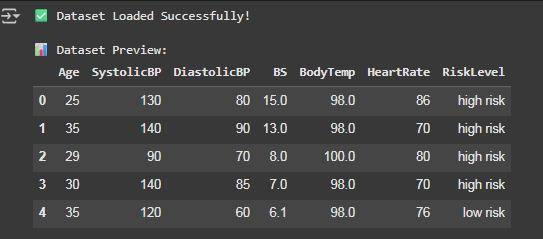 ✅ Dataset Loaded Successfully!
📊 Dataset Preview:
Age SystolicBP DiastolicBP BS BodyTemp HeartRate RiskLevel
0 25 130 80 15.0 98.0 86 high risk
1 35 140 90 13.0 98.0 70 high risk
2 29 90 70 8.0 100.0 80 high risk
3 30 140 85 7.0 98.0 70 high risk
4 35 120 60 6.1 98.0 76 low risk